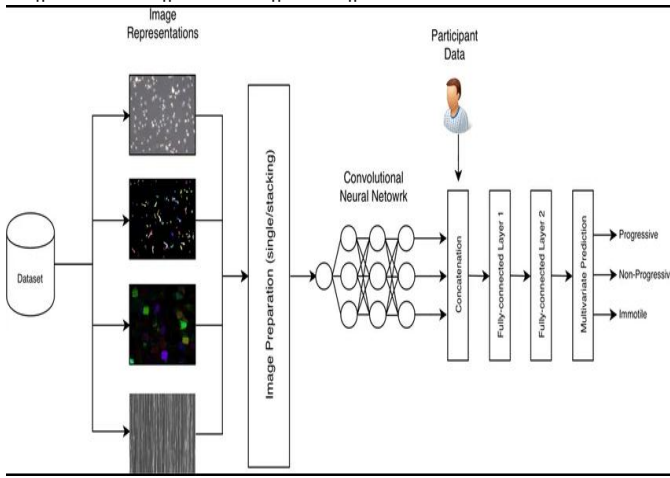 Image
Representations
Participant
Data
Convolutional
Neural Netowrk
Dataset
Image Preparation (single/stacking)
Concatenation
Fully-connected Layer 1
Fully-connected Layer 2
Multivariate Prediction
Progressive
Non-Progressiv
Immotile